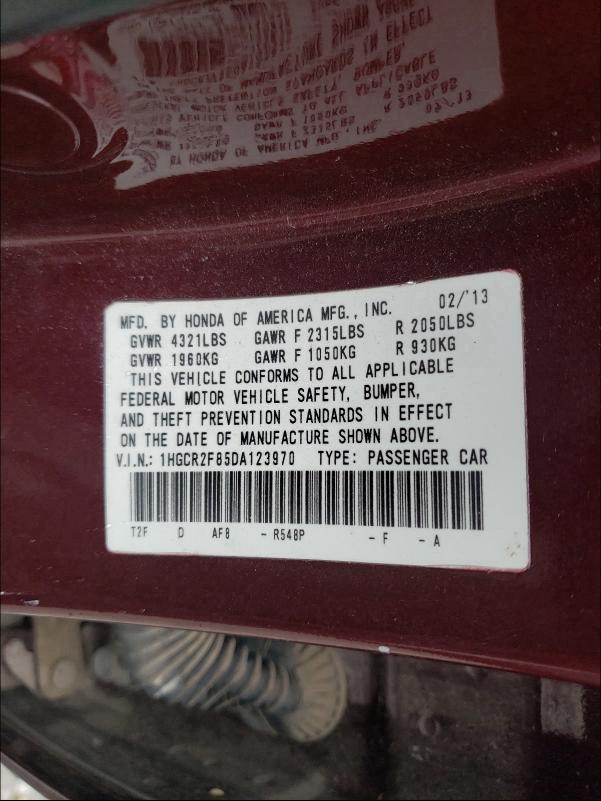 MFD. BY HONDA OF AMERICA MFG., INC. 02/'13
GVWR 4321LBS GAWR F 2315LBS R 2050LBS
GVWR 1960KG GAWR F 1050KG R 930KG
THIS VEHICLE CONFORMS TO ALL APPLICABLE
FEDERAL MOTOR VEHICLE SAFETY, BUMPER,
AND THEFT PREVENTION STANDARDS IN EFFECT
ON THE DATE OF MANUFACTURE SHOWN ABOVE.
V.I.N.: 1HGCR2F85DA123970 TYPE: PASSENGER CAR
T2F D AF8 - R548P - F - A